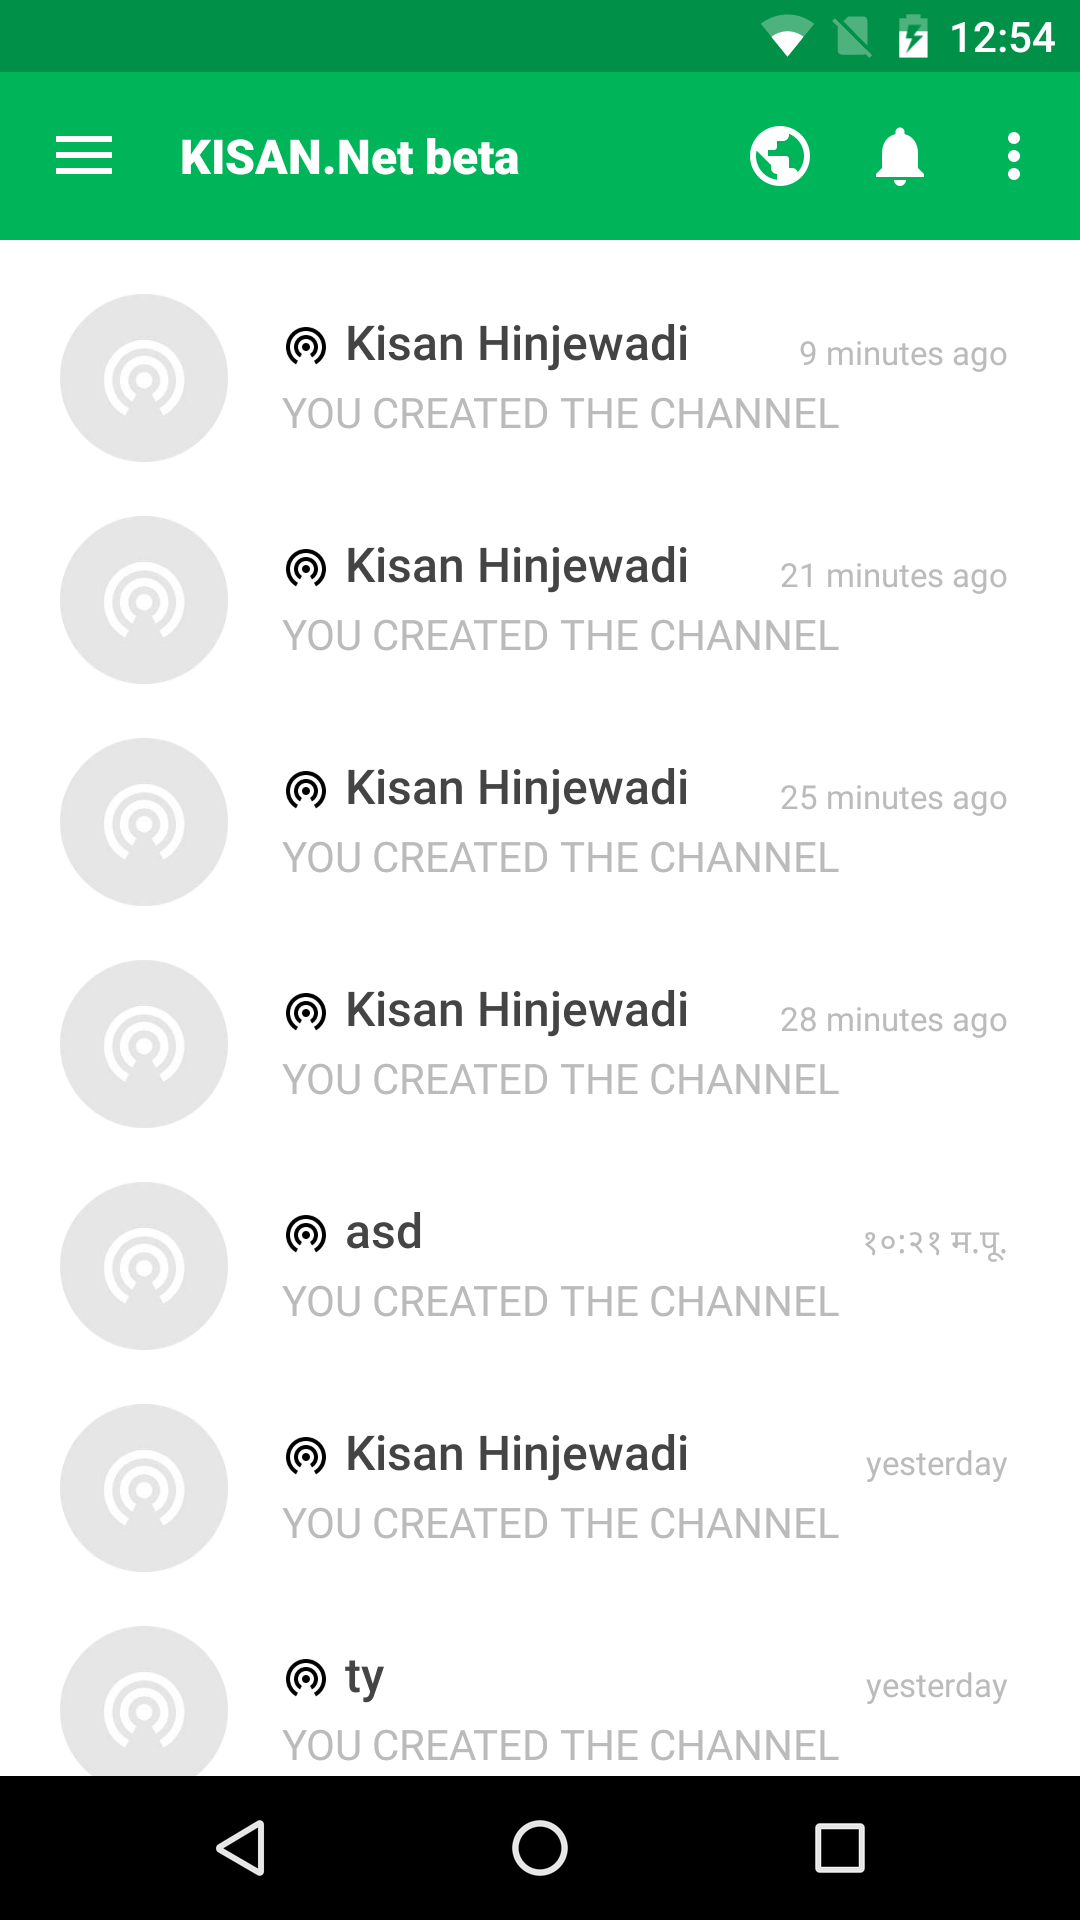 12:54
KISAN.Net beta
Kisan Hinjewadi
9 minutes ago
YOU CREATED THE CHANNEL
Kisan Hinjewadi
21 minutes ago
YOU CREATED THE CHANNEL
Kisan Hinjewadi
25 minutes ago
YOU CREATED THE CHANNEL
Kisan Hinjewadi
28 minutes ago
YOU CREATED THE CHANNEL
asd
१०:२१ म.पू.
YOU CREATED THE CHANNEL
Kisan Hinjewadi
yesterday
YOU CREATED THE CHANNEL
ty
yesterday
YOU CREATED THE CHANNEL